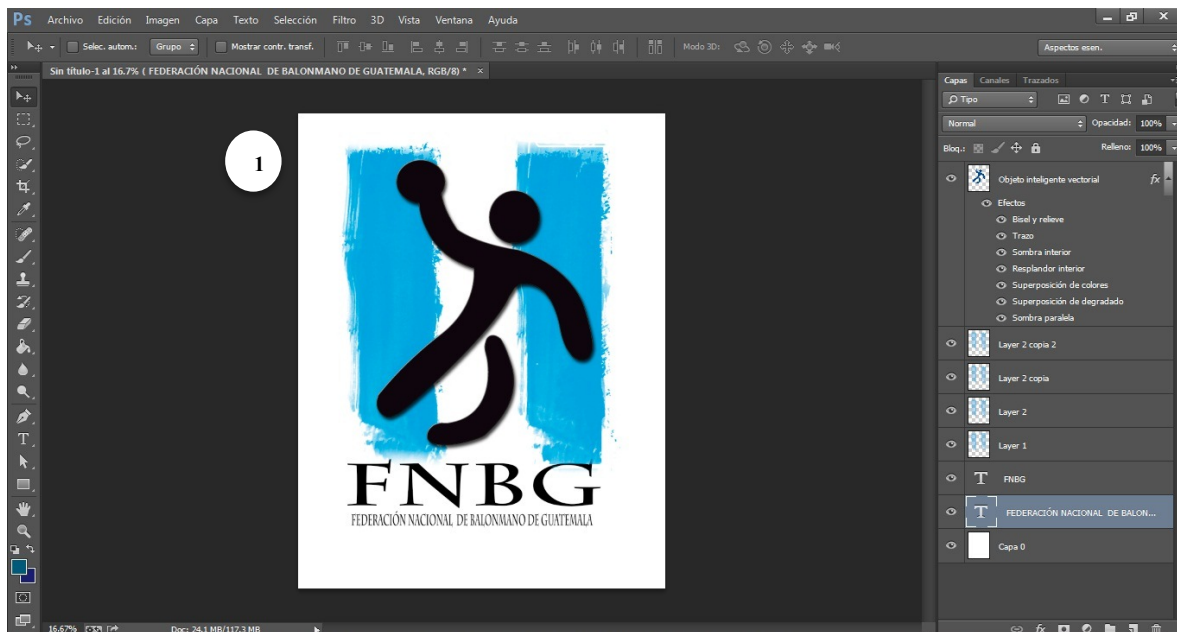 Ps Archivo Edición Imagen Capa Texto Selección Filtro 3D Vista Ventana Ayuda
Selec. autom.: Grupo Mostrar contr. transf. Modo 3D: Aspectos esen.
Sin título-1 al 16.7% ( FEDERACIÓN NACIONAL DE BALONMANO DE GUATEMALA, RGB/8) * ×
Capas Canales Trazados
Tipo
Normal Opacidad: 100%
Bloq.: Relleno: 100%
1
Objeto inteligente vectorial fx
Efectos
Bisel y relieve
Trazo
Sombra interior
Resplandor interior
Superposición de colores
Superposición de degradado
Sombra paralela
Layer 2 copia 2
Layer 2 copia
Layer 2
Layer 1
T FNBG
T FEDERACIÓN NACIONAL DE BALON...
Capa 0
FNBG
FEDERACIÓN NACIONAL DE BALONMANO DE GUATEMALA
16.67% Doc: 24.1 MB/117.3 MB